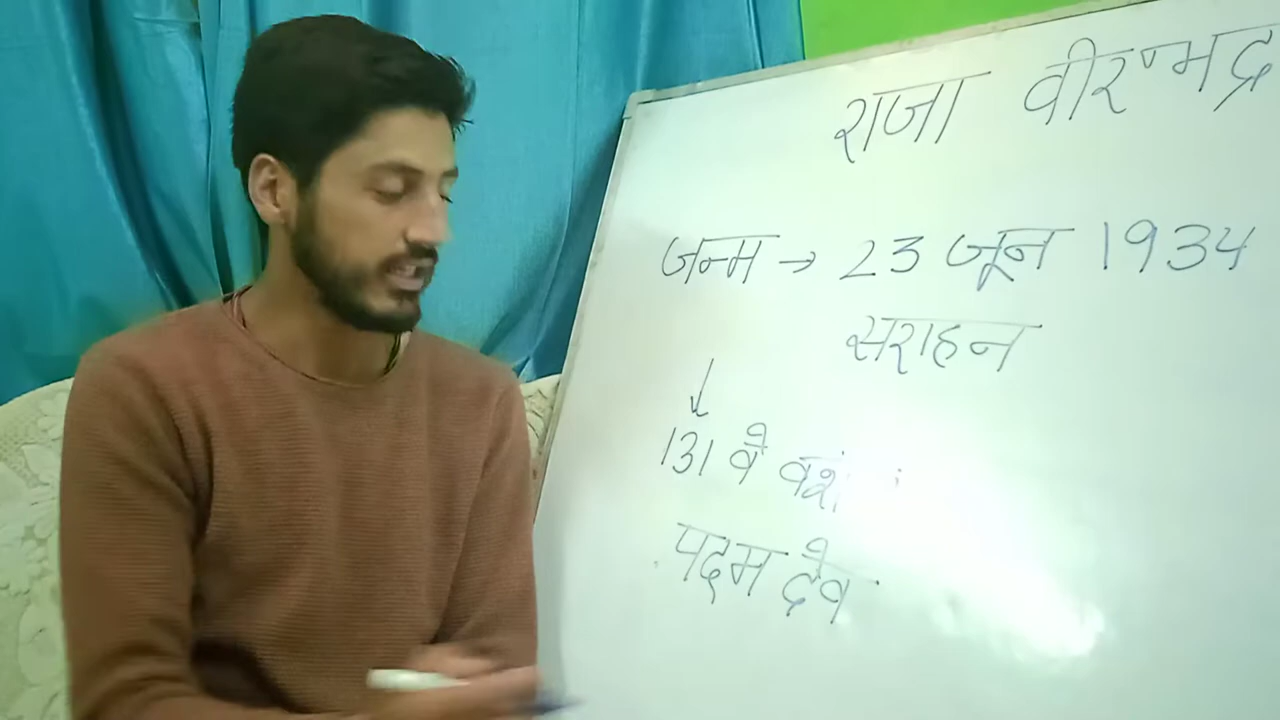 राजा वीरभद्र
जन्म → 23 जून 1934
सराहन
↓
131 वे वंश
पदम देव